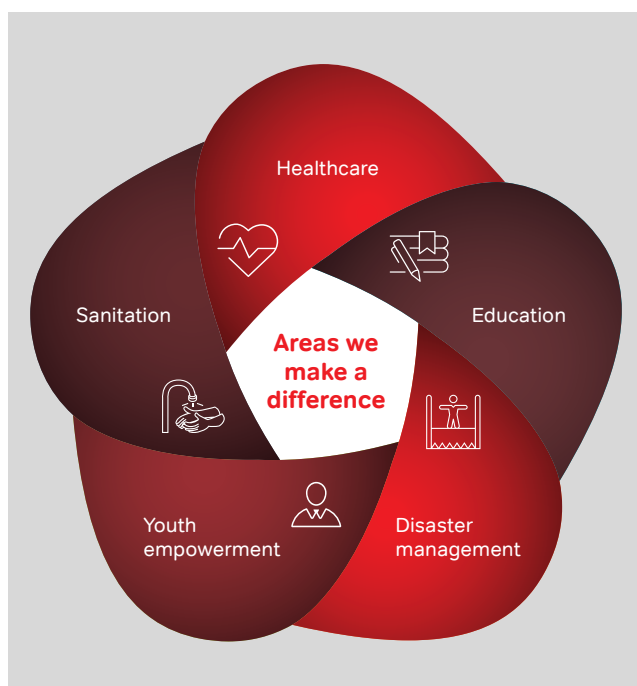 Healthcare
Education
Sanitation
Areas we
make a
difference
Youth
empowerment
Disaster
management